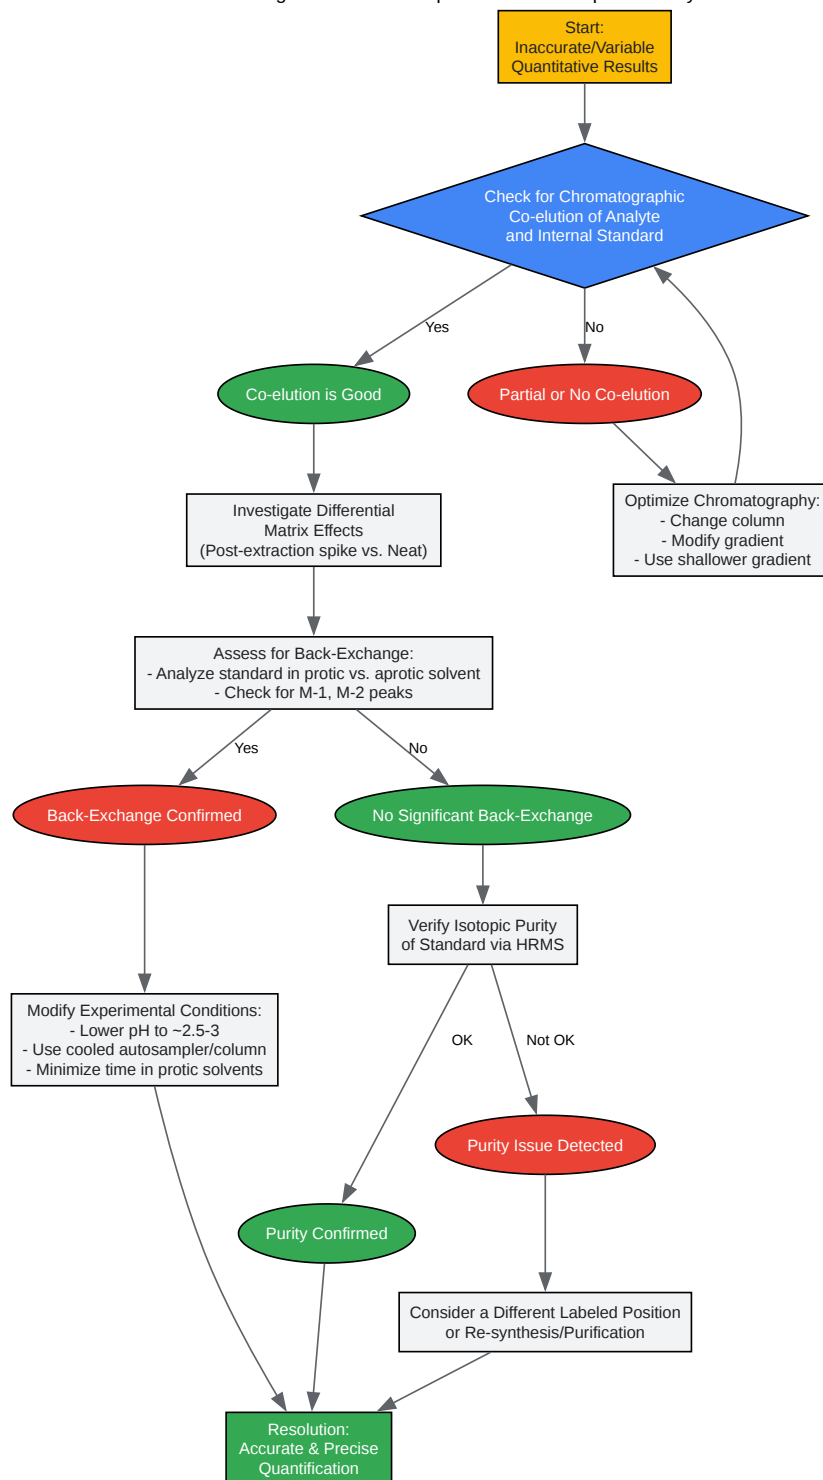 Start:
Inaccurate/Variable
Quantitative Results
Check for Chromatographic
Co-elution of Analyte
and Internal Standard
Yes
No
Co-elution is Good
Partial or No Co-elution
Investigate Differential
Matrix Effects
(Post-extraction spike vs. Neat)
Optimize Chromatography:
- Change column
- Modify gradient
- Use shallower gradient
Assess for Back-Exchange:
- Analyze standard in protic vs. aprotic solvent
- Check for M-1, M-2 peaks
Yes
No
Back-Exchange Confirmed
No Significant Back-Exchange
Verify Isotopic Purity
of Standard via HRMS
Modify Experimental Conditions:
- Lower pH to ~2.5-3
- Use cooled autosampler/column
- Minimize time in protic solvents
OK
Not OK
Purity Issue Detected
Purity Confirmed
Consider a Different Labeled Position
or Re-synthesis/Purification
Resolution:
Accurate & Precise
Quantification